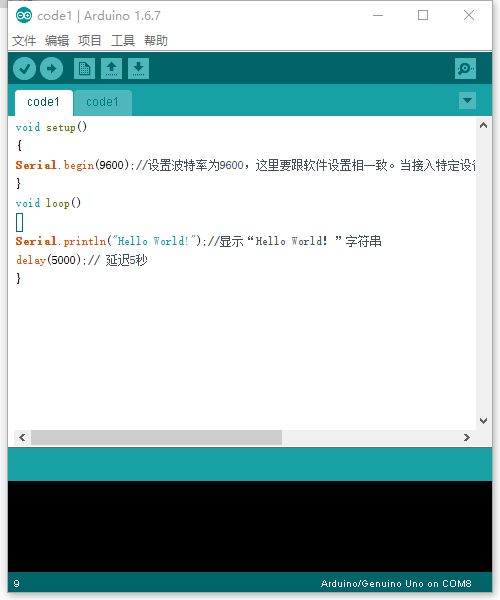 code1 | Arduino 1.6.7
文件 编辑 项目 工具 帮助
code1 code1
void setup()
{
Serial.begin(9600);//设置波特率为9600，这里要跟软件设置相一致。当接入特定设
}
void loop()
{
Serial.println("Hello World!");//显示“Hello World！”字符串
delay(5000);// 延迟5秒
}
9 Arduino/Genuino Uno on COM8